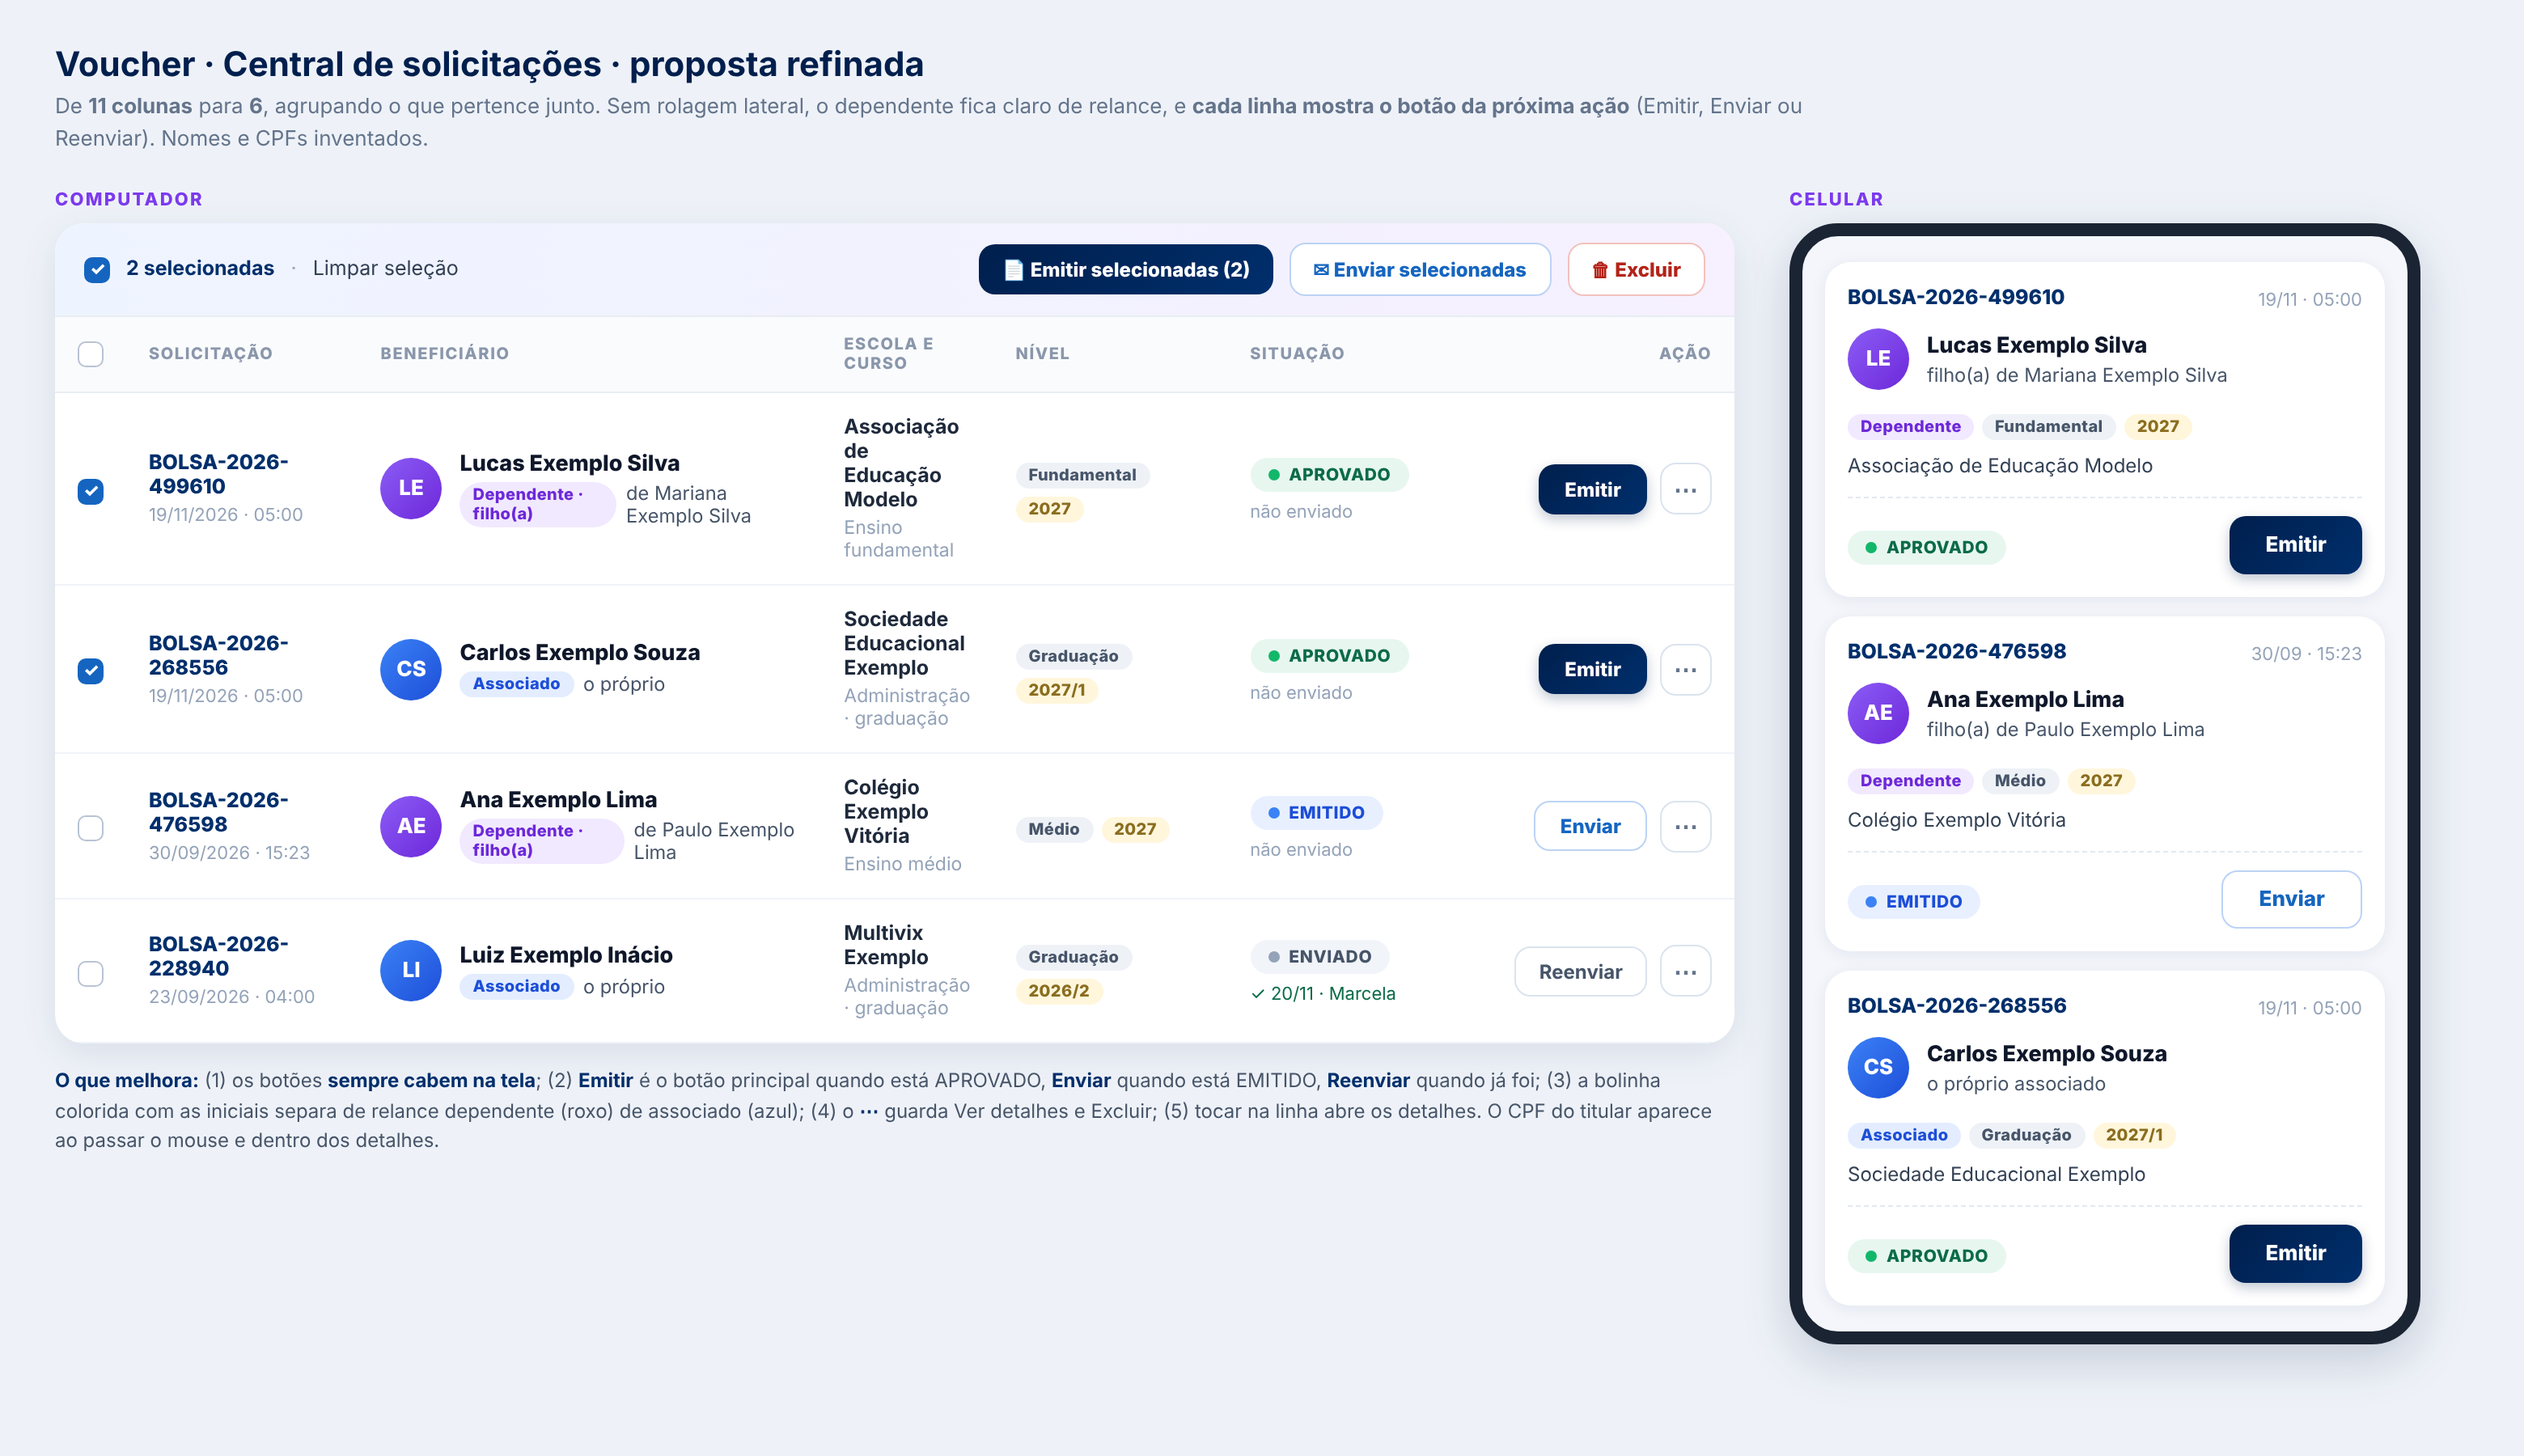 Voucher · Central de solicitações · proposta refinada
De 11 colunas para 6, agrupando o que pertence junto. Sem rolagem lateral, o dependente fica claro de relance, e cada linha mostra o botão da próxima ação (Emitir, Enviar ou
Reenviar). Nomes e CPFs inventados.
COMPUTADOR
2 selecionadas · Limpar seleção
📄 Emitir selecionadas (2)
✉ Enviar selecionadas
🗑 Excluir
SOLICITAÇÃO
BENEFICIÁRIO
ESCOLA E
CURSO
NÍVEL
SITUAÇÃO
AÇÃO
BOLSA-2026-
499610
19/11/2026 · 05:00
LE
Lucas Exemplo Silva
Dependente ·
filho(a)
de Mariana
Exemplo Silva
Associação
de
Educação
Modelo
Ensino
fundamental
Fundamental
2027
APROVADO
não enviado
Emitir
···
BOLSA-2026-
268556
19/11/2026 · 05:00
CS
Carlos Exemplo Souza
Associado o próprio
Sociedade
Educacional
Exemplo
Administração
· graduação
Graduação
2027/1
APROVADO
não enviado
Emitir
···
BOLSA-2026-
476598
30/09/2026 · 15:23
AE
Ana Exemplo Lima
Dependente ·
filho(a)
de Paulo Exemplo
Lima
Colégio
Exemplo
Vitória
Ensino médio
Médio 2027
EMITIDO
não enviado
Enviar
···
BOLSA-2026-
228940
23/09/2026 · 04:00
LI
Luiz Exemplo Inácio
Associado o próprio
Multivix
Exemplo
Administração
· graduação
Graduação
2026/2
ENVIADO
✓ 20/11 · Marcela
Reenviar
···
O que melhora: (1) os botões sempre cabem na tela; (2) Emitir é o botão principal quando está APROVADO, Enviar quando está EMITIDO, Reenviar quando já foi; (3) a bolinha
colorida com as iniciais separa de relance dependente (roxo) de associado (azul); (4) o ··· guarda Ver detalhes e Excluir; (5) tocar na linha abre os detalhes. O CPF do titular aparece
ao passar o mouse e dentro dos detalhes.
CELULAR
BOLSA-2026-499610 19/11 · 05:00
LE
Lucas Exemplo Silva
filho(a) de Mariana Exemplo Silva
Dependente Fundamental 2027
Associação de Educação Modelo
APROVADO
Emitir
BOLSA-2026-476598 30/09 · 15:23
AE
Ana Exemplo Lima
filho(a) de Paulo Exemplo Lima
Dependente Médio 2027
Colégio Exemplo Vitória
EMITIDO
Enviar
BOLSA-2026-268556 19/11 · 05:00
CS
Carlos Exemplo Souza
o próprio associado
Associado Graduação 2027/1
Sociedade Educacional Exemplo
APROVADO
Emitir